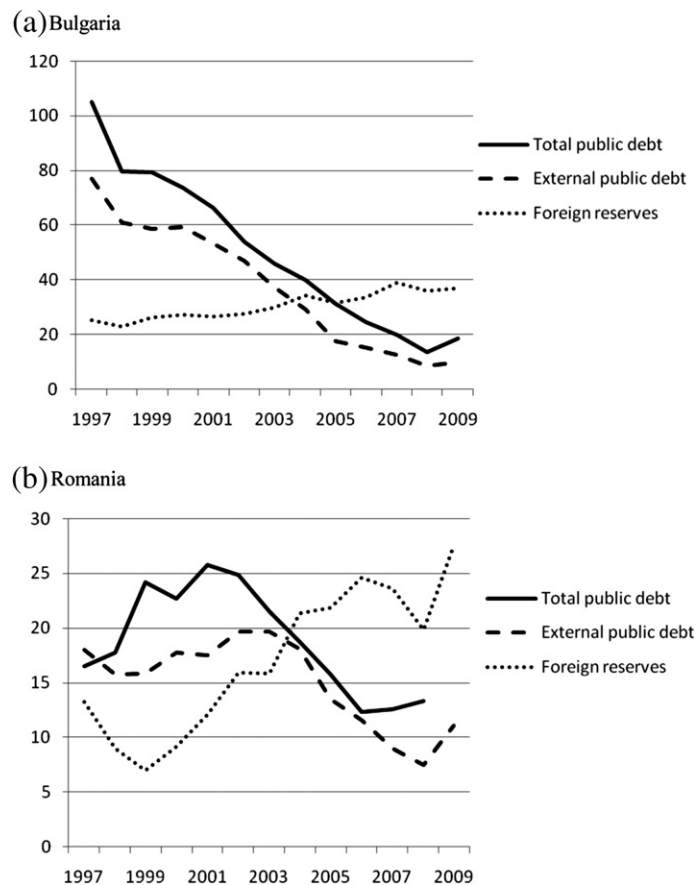 (a) Bulgaria
120
100
80
60
40
20
0
1997 1999 2001 2003 2005 2007 2009
Total public debt
External public debt
Foreign reserves
(b) Romania
30
25
20
15
10
5
0
1997 1999 2001 2003 2005 2007 2009
Total public debt
External public debt
Foreign reserves